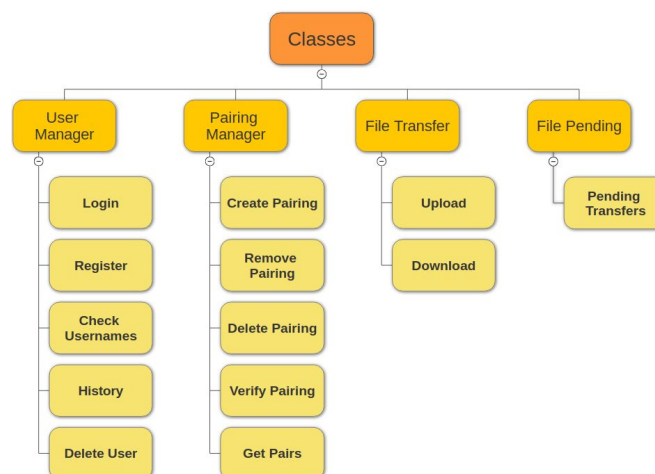 Classes
User
Manager
Pairing
Manager
File Transfer
File Pending
Login
Register
Check
Usernames
History
Delete User
Create Pairing
Remove
Pairing
Delete Pairing
Verify Pairing
Get Pairs
Upload
Download
Pending
Transfers